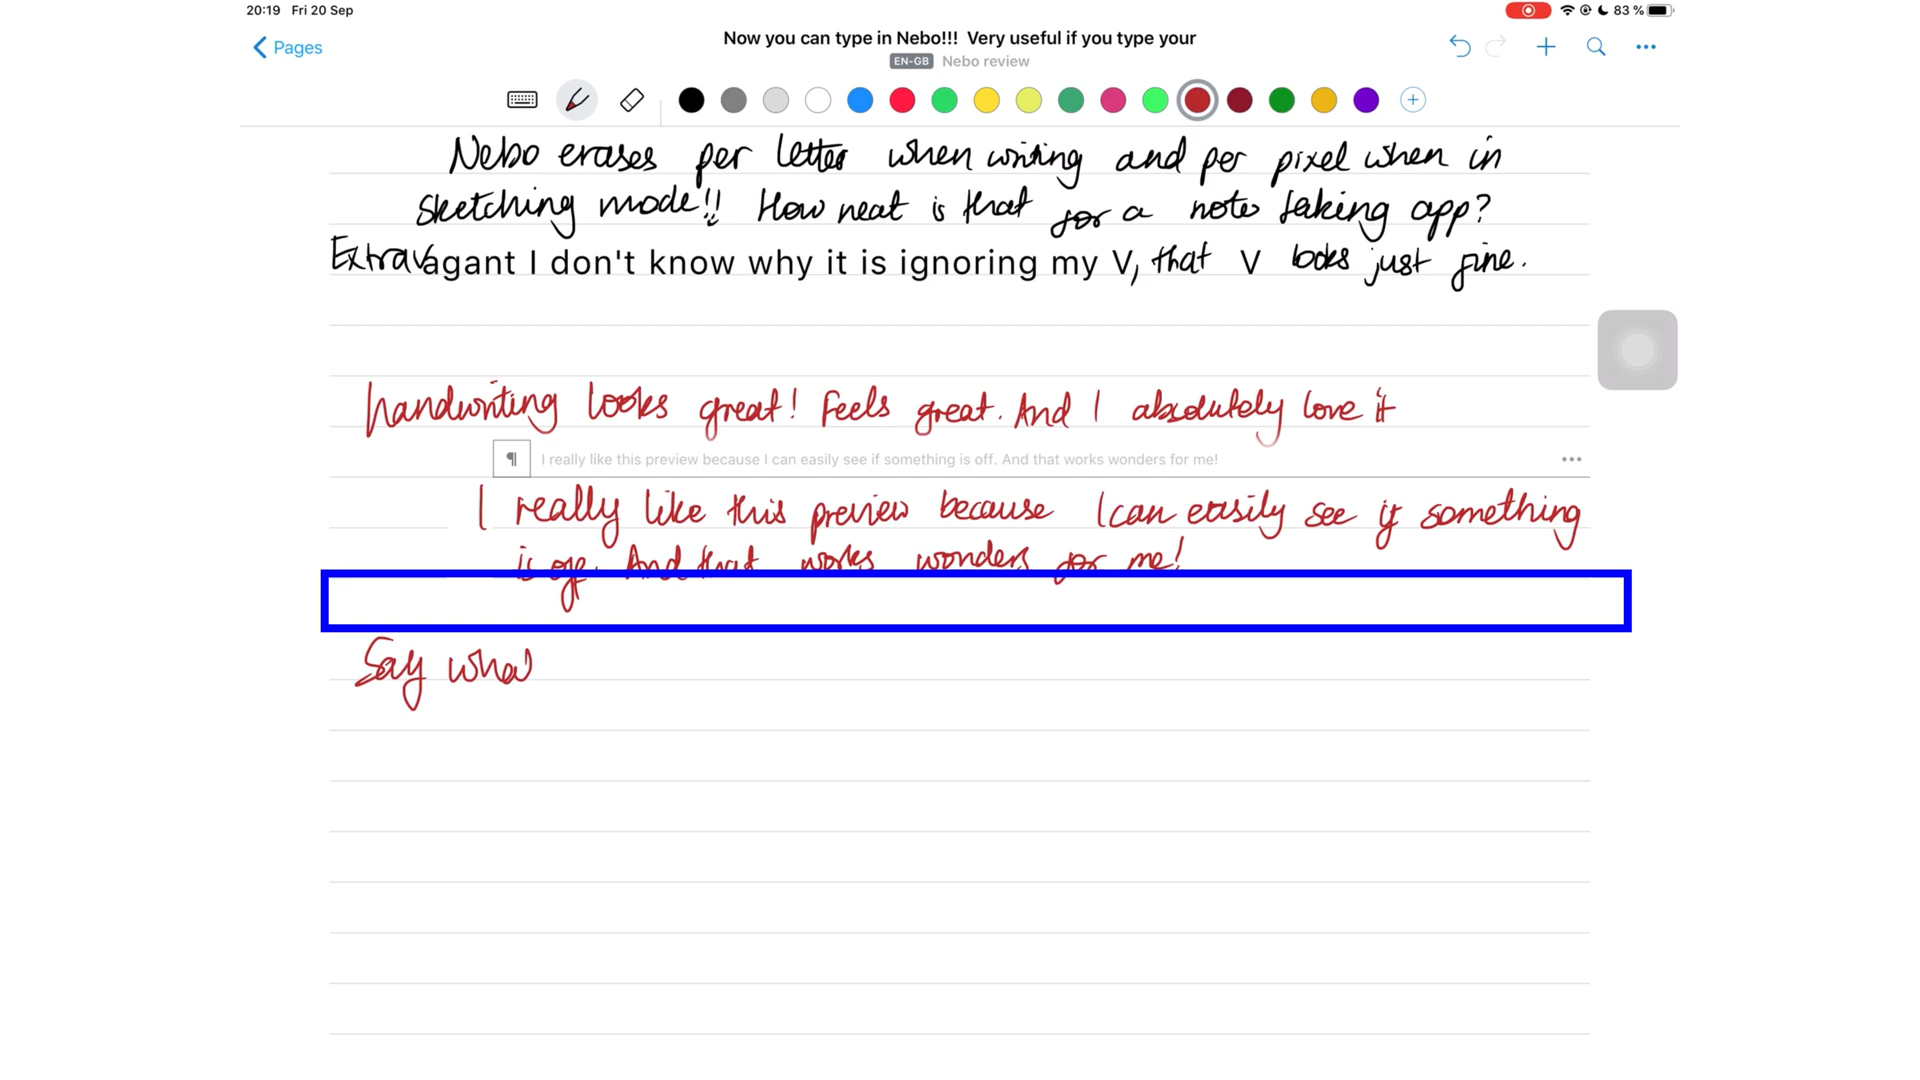 20:19 Fri 20 Sep
83 %
Pages
Now you can type in Nebo!!! Very useful if you type your
EN-GB Nebo review
Nebo erases per letter when writing and per pixel when in
sketching mode!! How neat is that for a note taking app?
Extravagant I don't know why it is ignoring my V, that V looks just fine.
handwriting looks great! Feels great. And I absolutely love it
I really like this preview because I can easily see if something is off. And that works wonders for me!
I really like this preview because I can easily see if something
is off. And that works wonders for me!
Say what